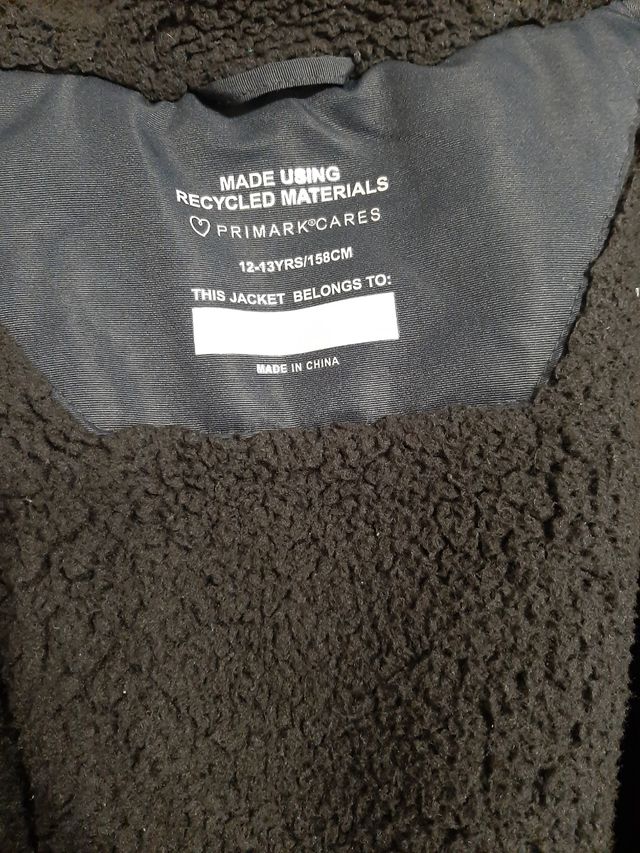 MADE USING
RECYCLED MATERIALS
PRIMARK®CARES
12-13YRS/158CM
THIS JACKET BELONGS TO:
MADE IN CHINA